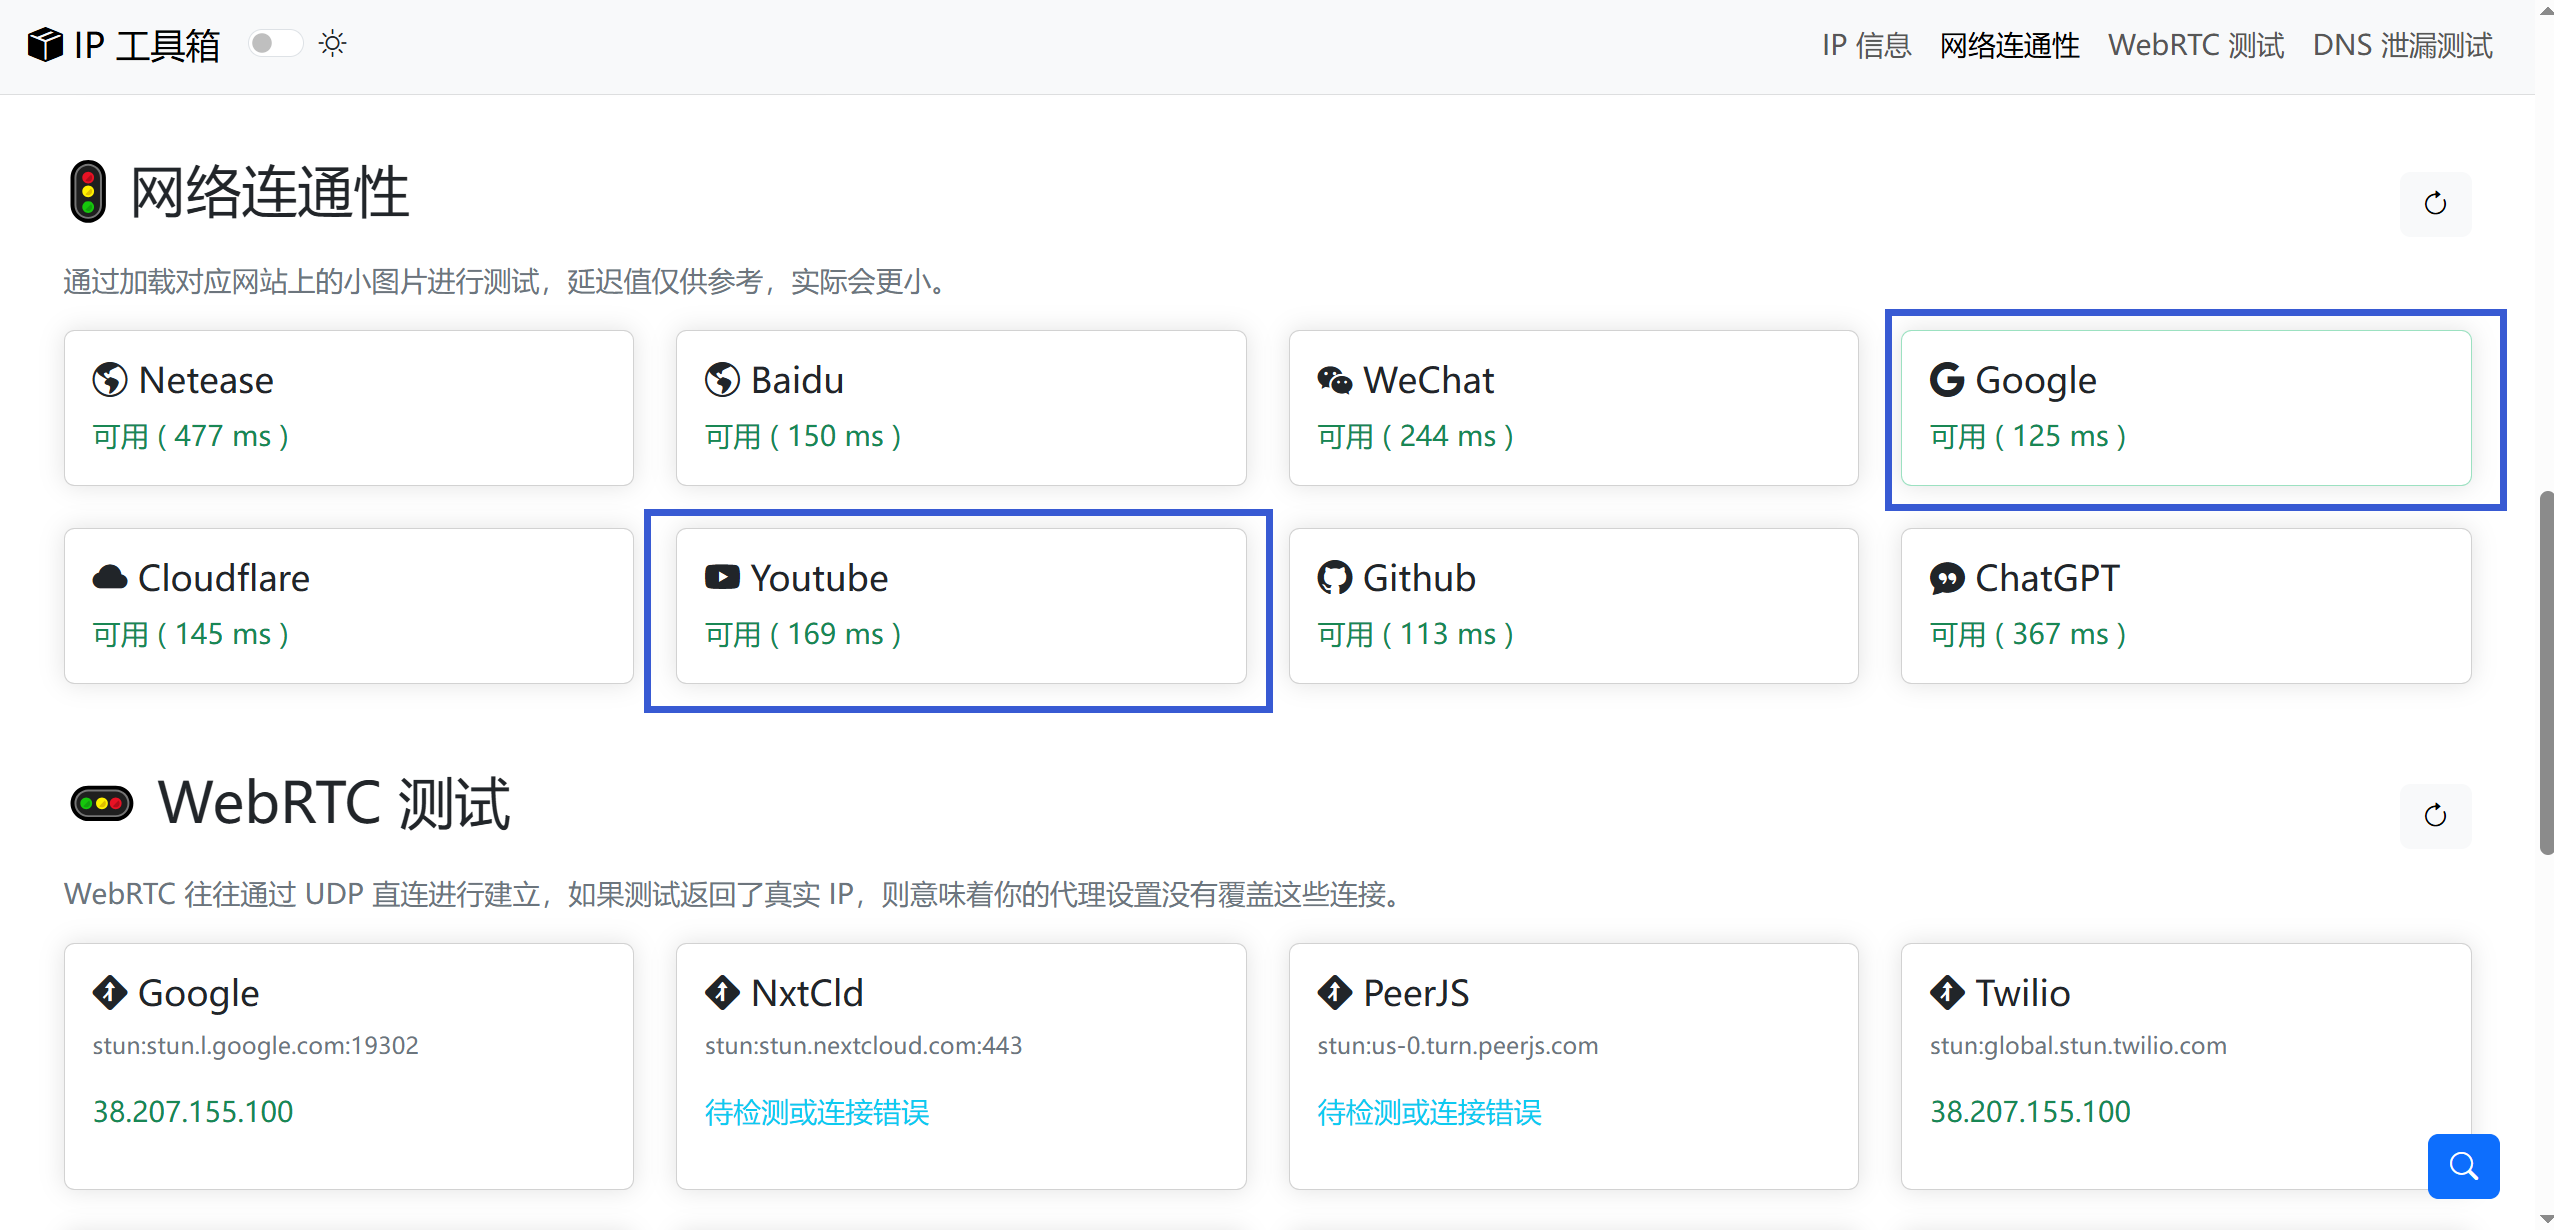 IP 工具箱
IP 信息 网络连通性 WebRTC 测试 DNS 泄漏测试
网络连通性
通过加载对应网站上的小图片进行测试，延迟值仅供参考，实际会更小。
Netease
可用 ( 477 ms )
Baidu
可用 ( 150 ms )
WeChat
可用 ( 244 ms )
Google
可用 ( 125 ms )
Cloudflare
可用 ( 145 ms )
Youtube
可用 ( 169 ms )
Github
可用 ( 113 ms )
ChatGPT
可用 ( 367 ms )
WebRTC 测试
WebRTC 往往通过 UDP 直连进行建立，如果测试返回了真实 IP，则意味着你的代理设置没有覆盖这些连接。
Google
stun:stun.l.google.com:19302
38.207.155.100
NxtCld
stun:stun.nextcloud.com:443
待检测或连接错误
PeerJS
stun:us-0.turn.peerjs.com
待检测或连接错误
Twilio
stun:global.stun.twilio.com
38.207.155.100